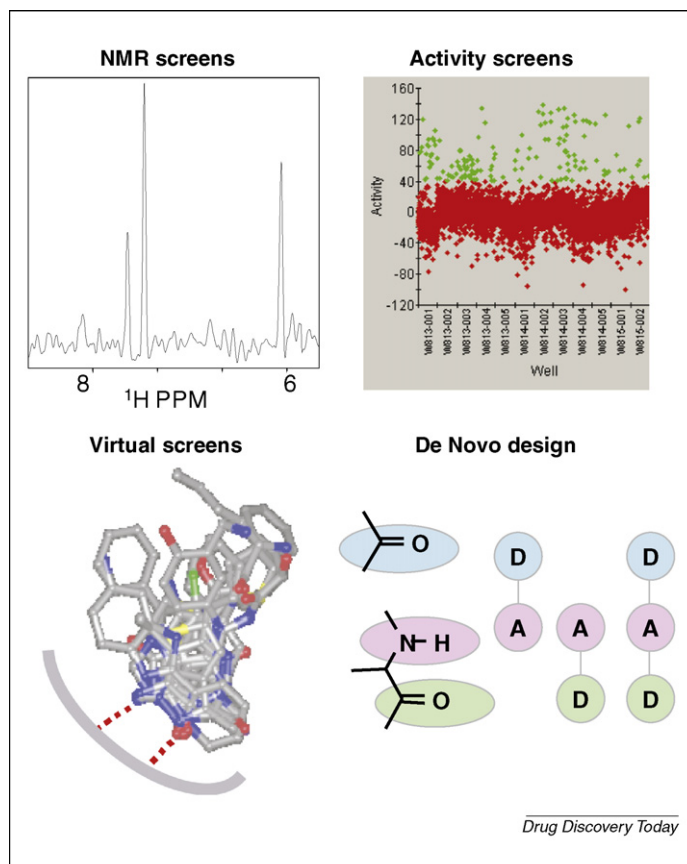 NMR screens
8
6
¹H PPM
Activity screens
160
120
80
40
0
-40
-80
-120
Activity
W813-001
W813-002
W813-003
W813-004
W813-005
W814-001
W814-002
W814-003
W814-004
W814-005
W815-001
W815-002
Well
Virtual screens
De Novo design
O
N H
O
D
D
A
A
A
D
D
Drug Discovery Today